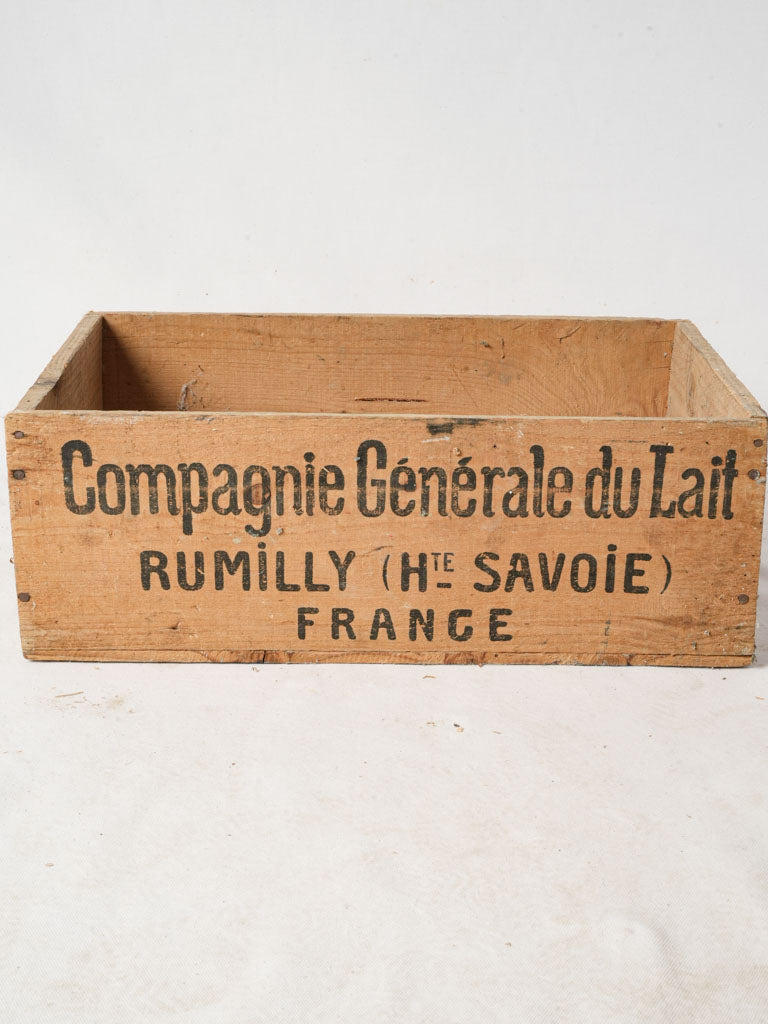 Compagnie Générale du Lait
RUMILLY (HTE SAVOIE)
FRANCE